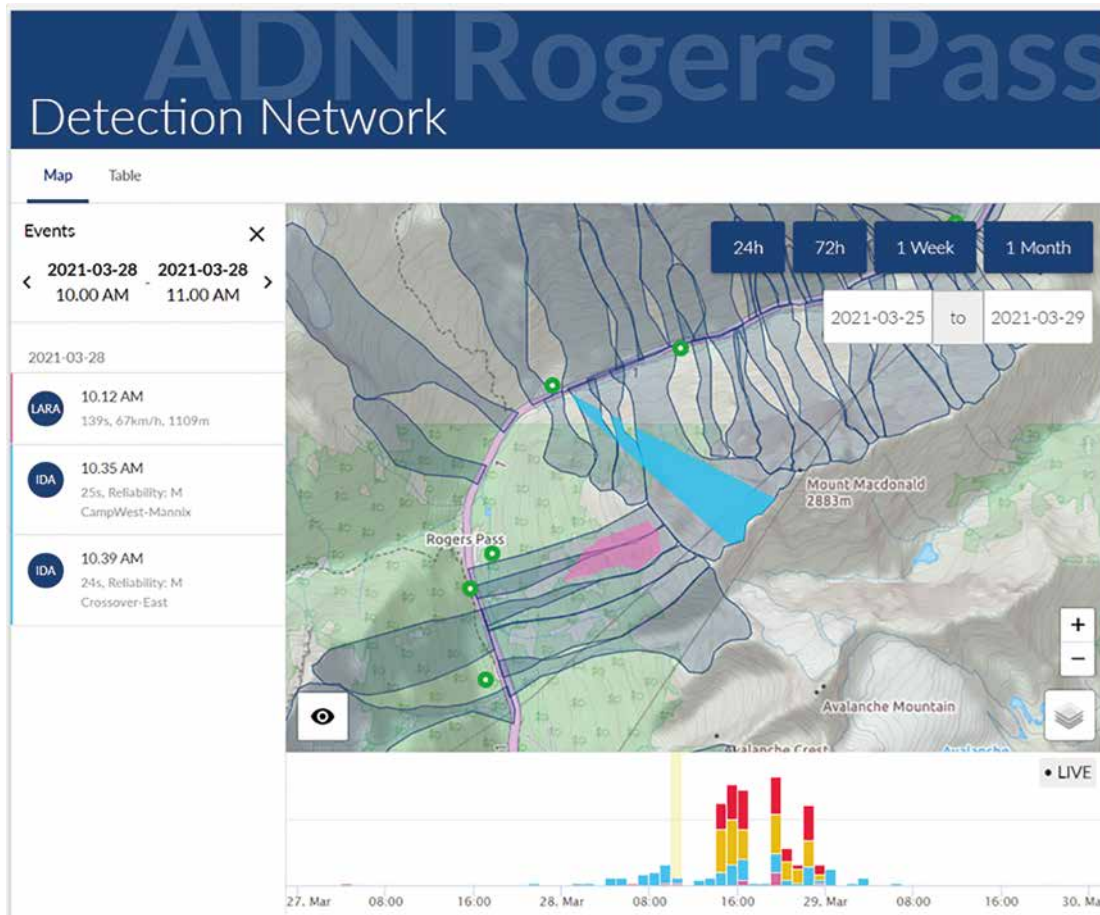 ADN Rogers Pass
Detection Network
Map
Table
Events
2021-03-28 - 2021-03-28
10.00 AM 11.00 AM
2021-03-28
LARA
10.12 AM
139s, 67km/h, 1109m
IDA
10.35 AM
25s, Reliability: M
CampWest-Mannix
IDA
10.39 AM
24s, Reliability: M
Crossover-East
24h
72h
1 Week
1 Month
2021-03-25 to 2021-03-29
Mount Macdonald
2883m
Rogers Pass
Avalanche Mountain
Avalanche Crest
Avalanche
+
−
• LIVE
27. Mar 08:00 16:00 28. Mar 08:00 16:00 29. Mar 08:00 16:00 30. Ma